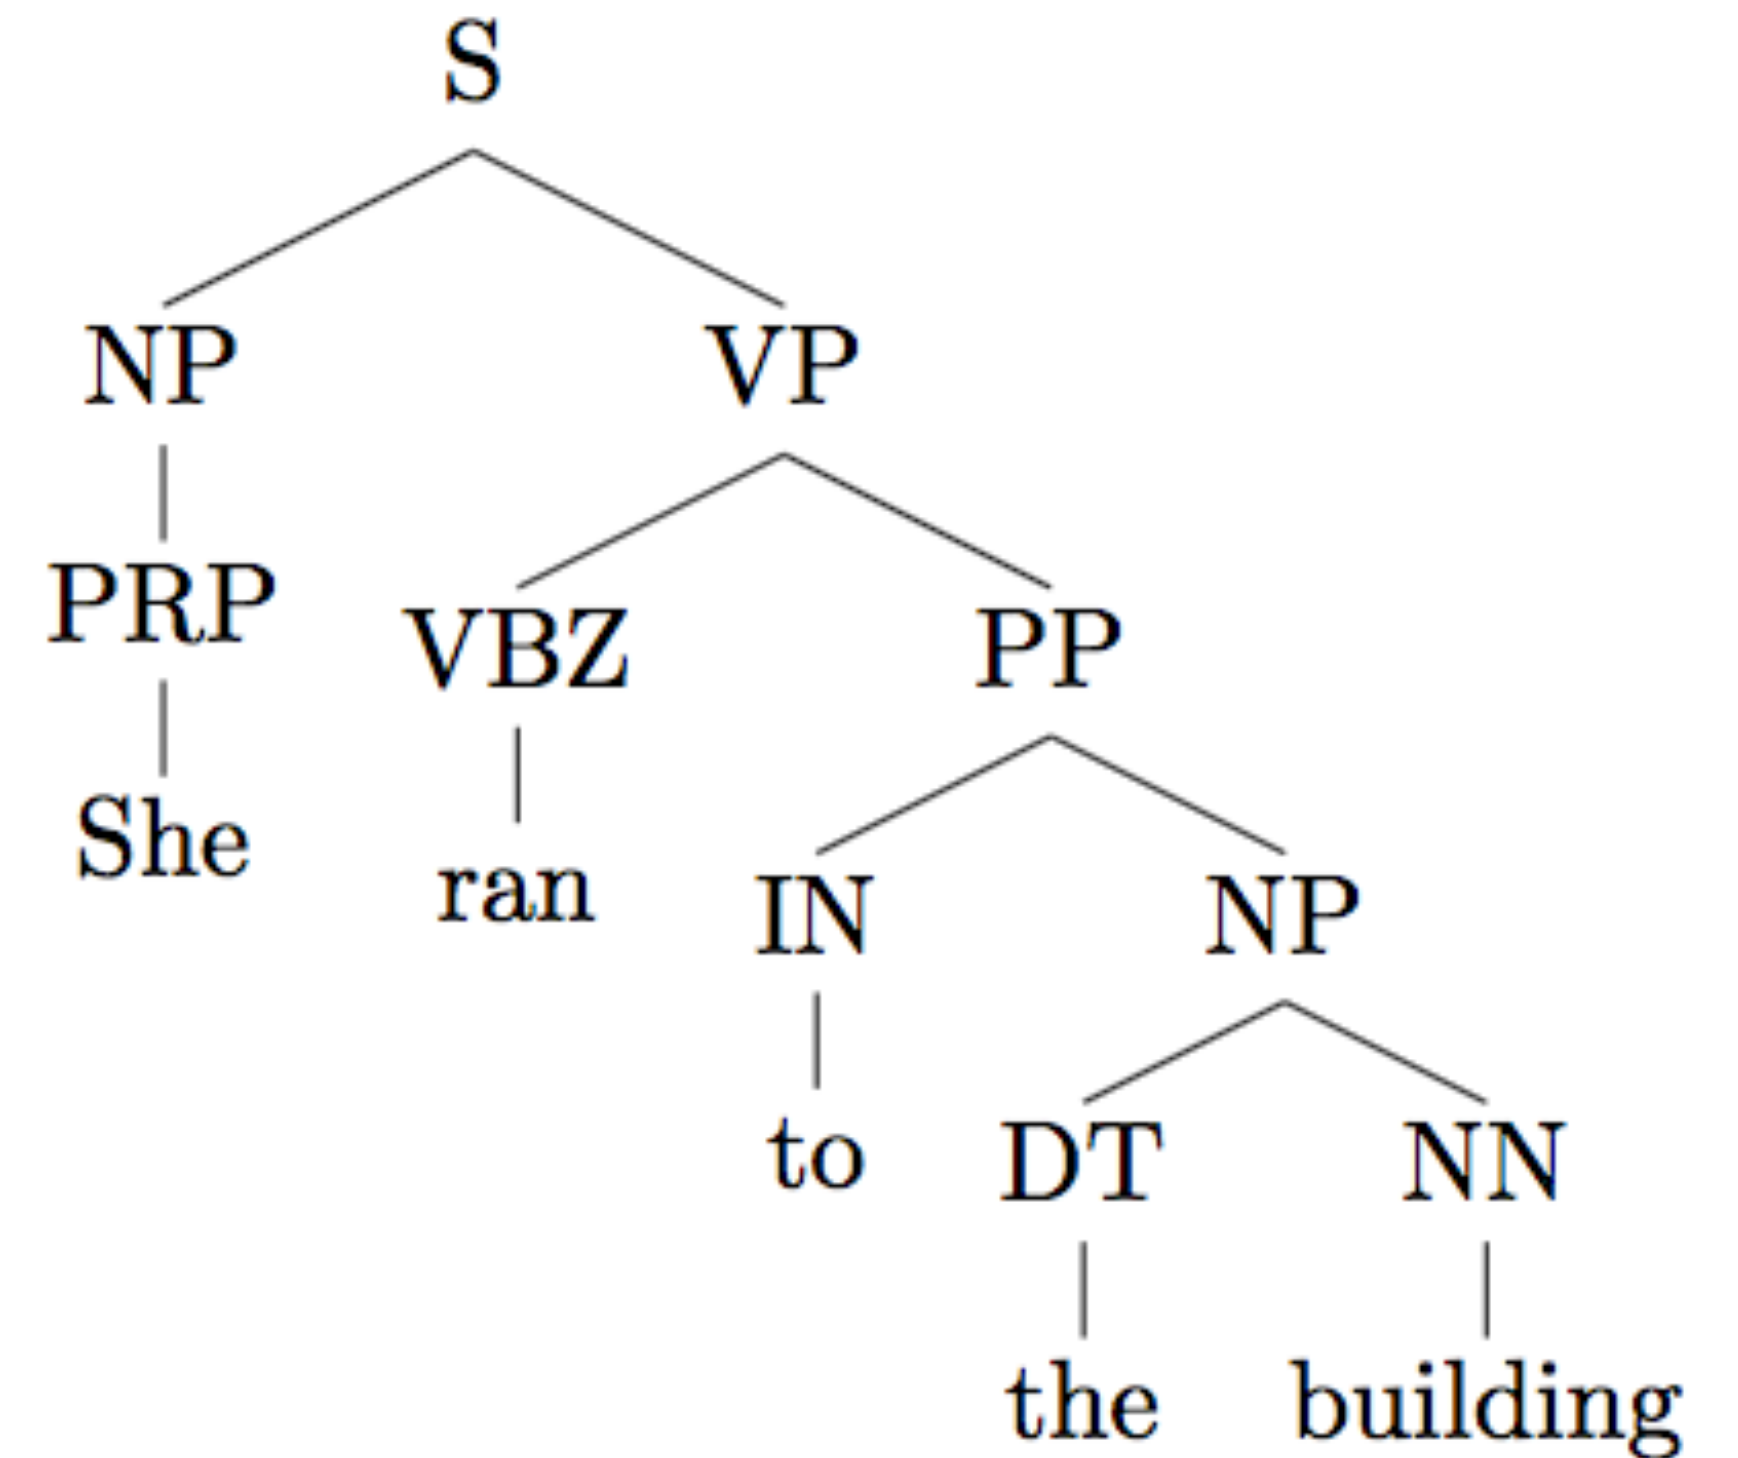 S
NP VP
PRP VBZ PP
She ran IN NP
to DT NN
the building